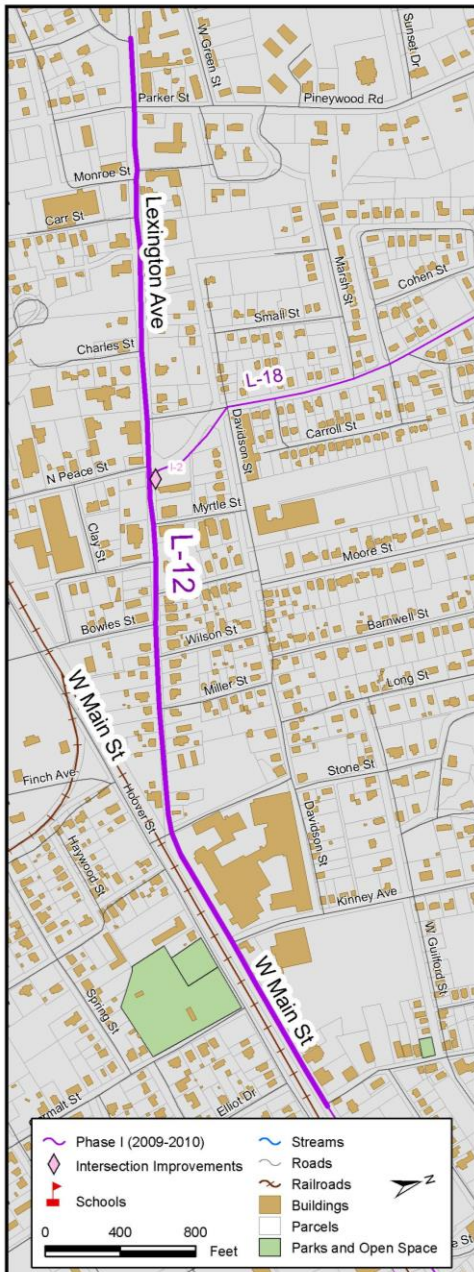 Sunset Dr
W Green St
Parker St
Pineywood Rd
Monroe St
Lexington Ave
Carr St
Marsh St
Cohen St
Small St
Charles St
L-18
Davidson St
Carroll St
N Peace St
I-2
Myrtle St
Clay St
L-12
Moore St
Bowles St
Wilson St
Barnwell St
Miller St
Long St
W Main St
Finch Ave
Hoover St
Stone St
Davidson St
Haywood St
Kinney Ave
W Main St
W Guilford St
Spring St
Elliot Dr
rmalt St
Phase I (2009-2010)
Intersection Improvements
Schools
0 400 800
Feet
Streams
Roads
Railroads
Buildings
Parcels
Parks and Open Space
N
e St